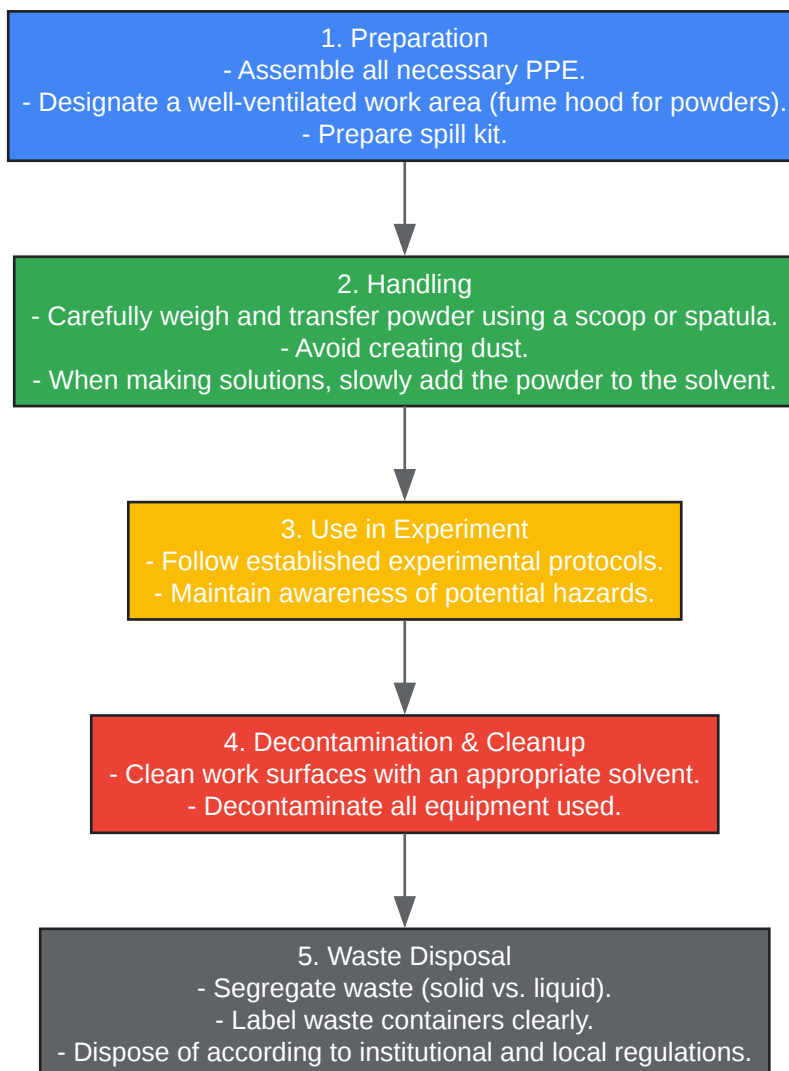 1. Preparation
- Assemble all necessary PPE.
- Designate a well-ventilated work area (fume hood for powders).
- Prepare spill kit.
2. Handling
- Carefully weigh and transfer powder using a scoop or spatula.
- Avoid creating dust.
- When making solutions, slowly add the powder to the solvent.
3. Use in Experiment
- Follow established experimental protocols.
- Maintain awareness of potential hazards.
4. Decontamination & Cleanup
- Clean work surfaces with an appropriate solvent.
- Decontaminate all equipment used.
5. Waste Disposal
- Segregate waste (solid vs. liquid).
- Label waste containers clearly.
- Dispose of according to institutional and local regulations.